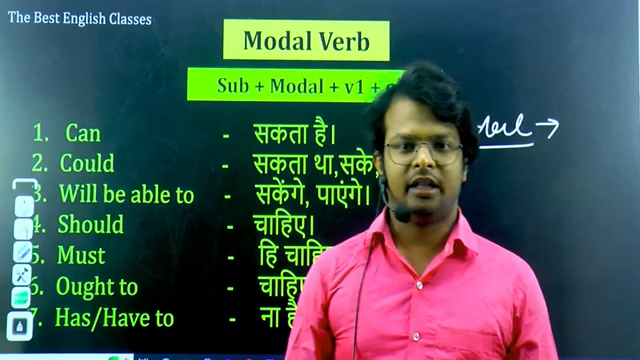 The Best English Classes
Modal Verb
Sub + Modal + v1 +
1. Can - सकता है।
2. Could - सकता था,सके,
3. Will be able to - सकेंगे, पाएंगे।
4. Should - चाहिए।
5. Must - हि
6. Ought to -
7. Has/Have to - ना